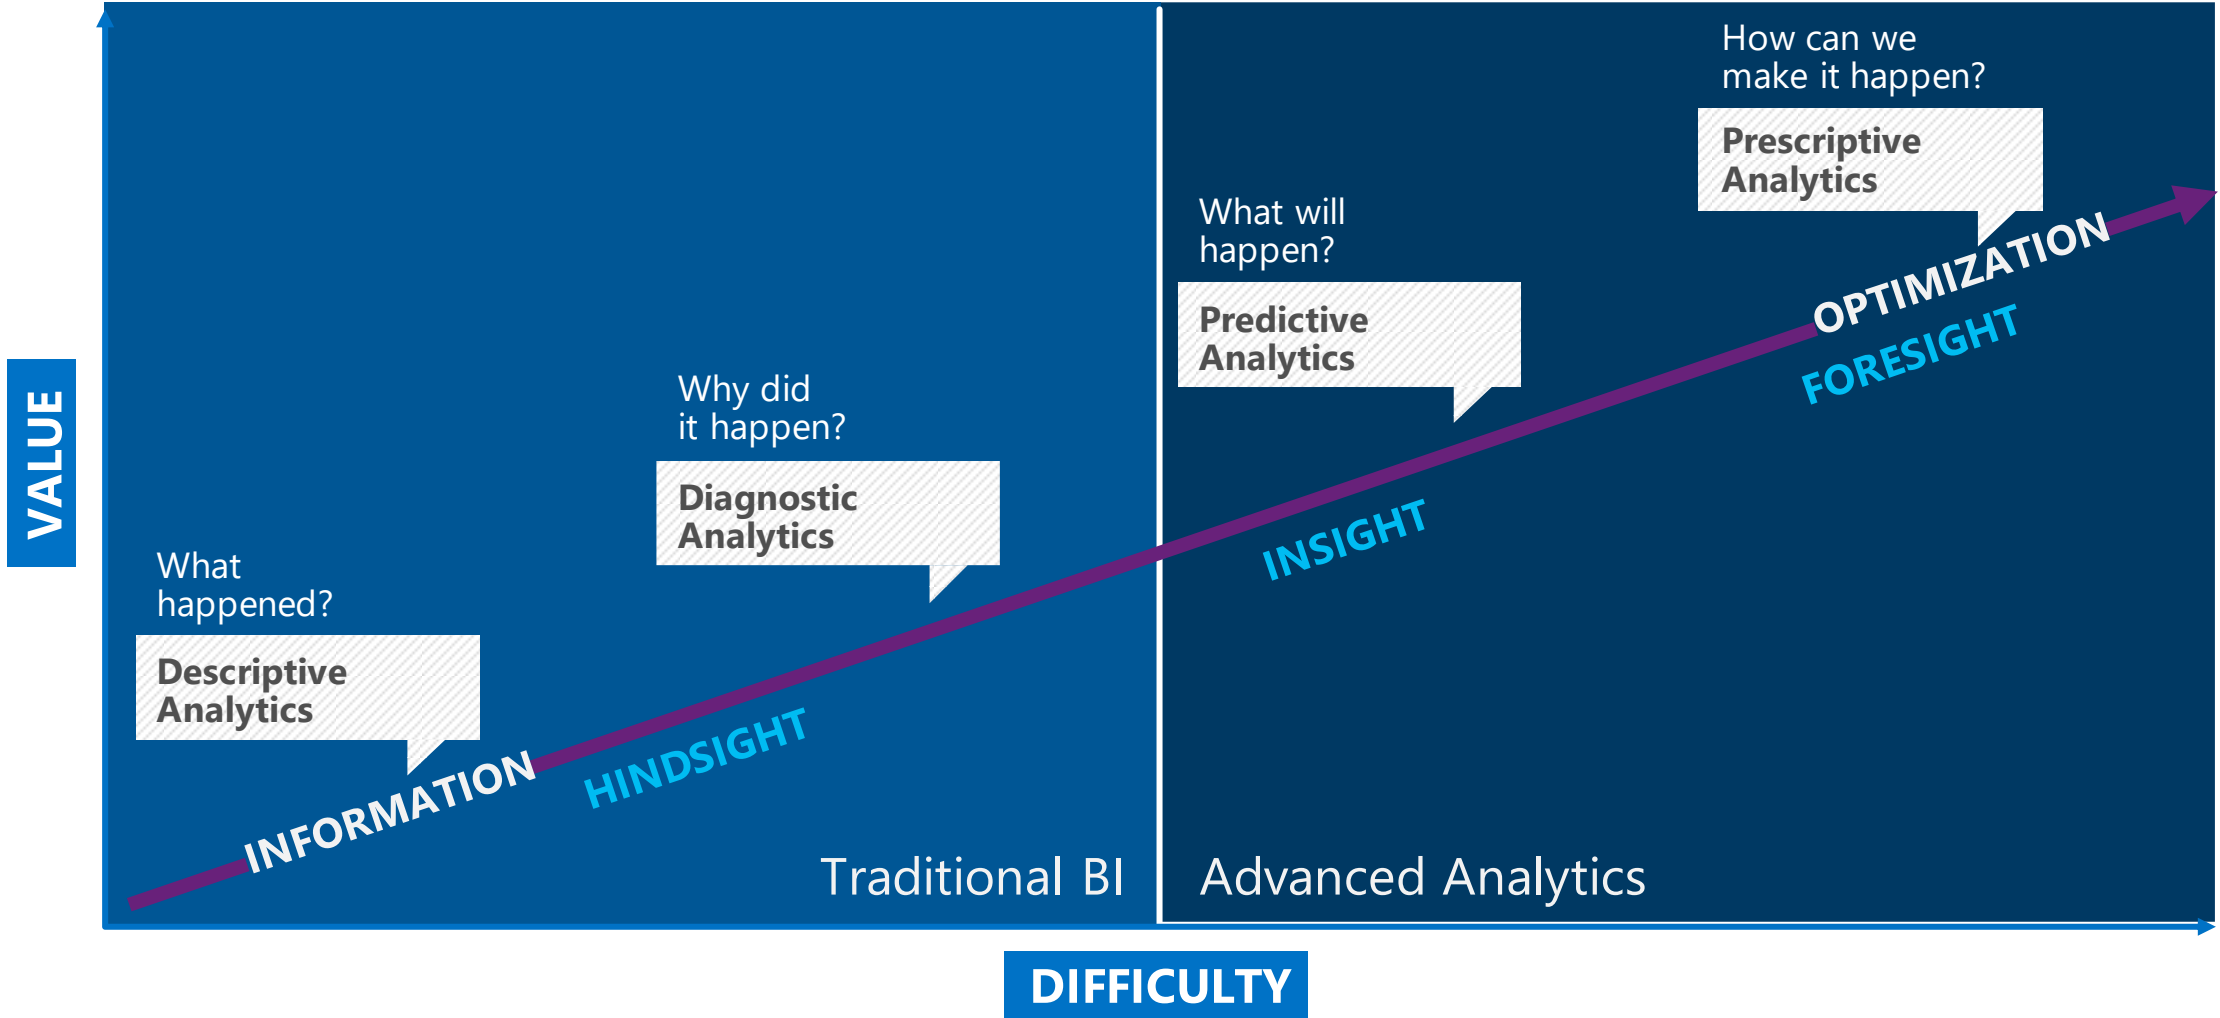 How can we
make it happen?
Prescriptive
Analytics
What will
happen?
Predictive
Analytics
OPTIMIZATION
FORESIGHT
Why did
it happen?
Diagnostic
Analytics
VALUE
INSIGHT
What
happened?
Descriptive
Analytics
INFORMATION
HINDSIGHT
Traditional BI
Advanced Analytics
DIFFICULTY